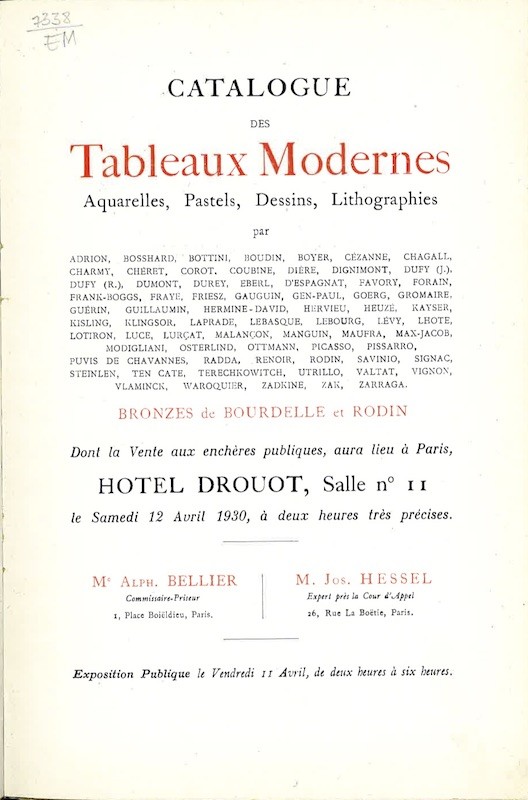 7338
EM
CATALOGUE
DES
Tableaux Modernes
Aquarelles, Pastels, Dessins, Lithographies
par
ADRION, BOSSHARD, BOTTINI, BOUDIN, BOYER, CÉZANNE, CHAGALL,
CHARMY, CHÉRET, COROT, COUBINE, DIÈRE, DIGNIMONT, DUFY (J.),
DUFY (R.), DUMONT, DUREY, EBERL, D'ESPAGNAT, FAVORY, FORAIN,
FRANK-BOGGS, FRAYE, FRIESZ, GAUGUIN, GEN-PAUL, GOERG, GROMAIRE,
GUÉRIN, GUILLAUMIN, HERMINE-DAVID, HERVIEU, HEUZÉ, KAYSER,
KISLING, KLINGSOR, LAPRADE, LEBASQUE, LEBOURG, LÉVY, LHOTE,
LOTIRON, LUCE, LURÇAT, MALANÇON, MANGUIN, MAUFRA, MAX-JACOB,
MODIGLIANI, OSTERLIND, OTTMANN, PICASSO, PISSARRO,
PUVIS DE CHAVANNES, RADDA, RENOIR, RODIN, SAVINIO, SIGNAC,
STEINLEN, TEN CATE, TERECHKOWITCH, UTRILLO, VALTAT, VIGNON,
VLAMINCK, WAROQUIER, ZADKINE, ZAK, ZARRAGA.
BRONZES de BOURDELLE et RODIN
Dont la Vente aux enchères publiques, aura lieu à Paris,
HOTEL DROUOT, Salle n° 11
le Samedi 12 Avril 1930, à deux heures très précises.
Me ALPH. BELLIER
Commissaire-Priseur
1, Place Boiëldieu, Paris.
M. JOS. HESSEL
Expert près la Cour d'Appel
26, Rue La Boëtie, Paris.
Exposition Publique le Vendredi 11 Avril, de deux heures à six heures.